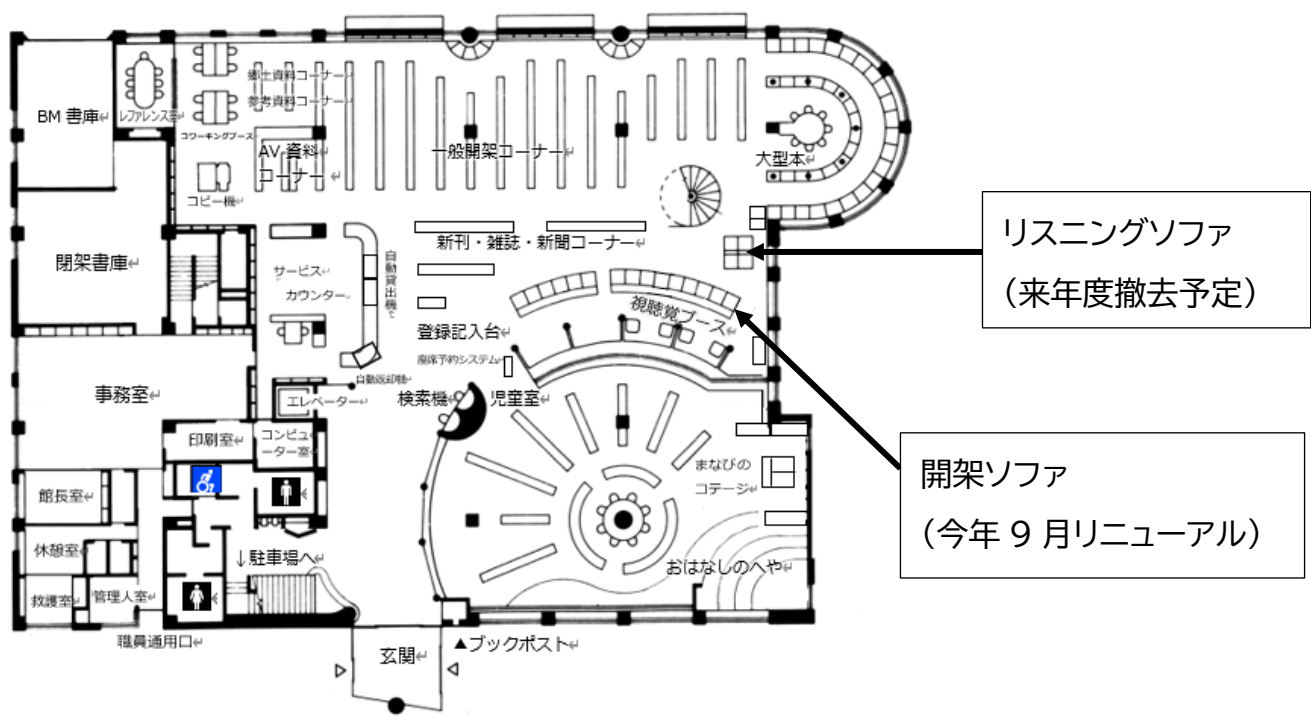 BM 書庫
レファレンス室
郷土資料コーナー
参考資料コーナー
コワーキングブース
AV 資料
コーナー
コピー機
一般開架コーナー
大型本
リスニングソファ
(来年度撤去予定)
閉架書庫
サービス
カウンター
自動貸出機
新刊・雑誌・新聞コーナー
視聴覚ブース
登録記入台
座席予約システム
自動返却機
事務室
エレベーター
検索機
児童室
開架ソファ
(今年 9 月リニューアル)
印刷室
コンピュ
ーター室
まなびの
コテージ
館長室
休憩室
↓駐車場へ
おはなしのへや
救護室
管理人室
職員通用口
玄関
▲ブックポスト